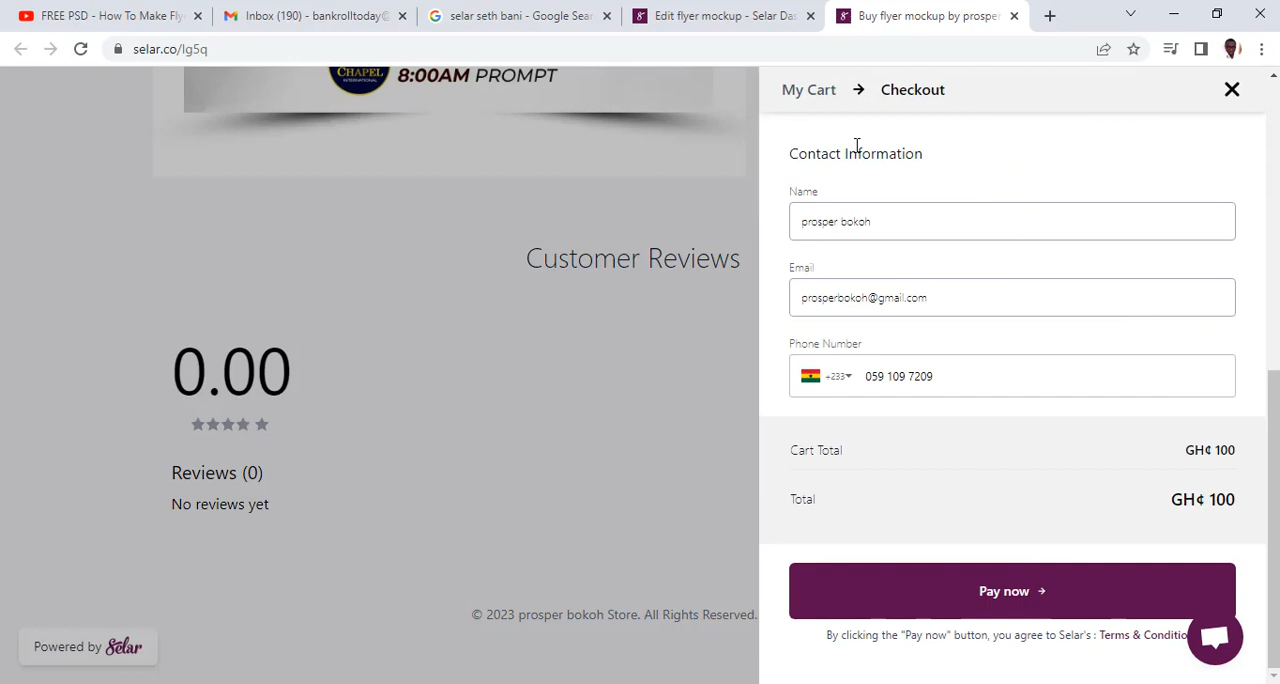 FREE PSD - How To Make Fly
Inbox (190) - bankrolltoday@
selar seth bani - Google Sear
Edit flyer mockup - Selar Das
Buy flyer mockup by prosper
selar.co/lg5q
CHAPEL
INTERNATIONAL
8:00AM PROMPT
My Cart → Checkout
Contact Information
Name
prosper bokoh
Email
prosperbokoh@gmail.com
Phone Number
+233 059 109 7209
Customer Reviews
0.00
Reviews (0)
No reviews yet
Cart Total GH¢ 100
Total GH¢ 100
Pay now →
By clicking the "Pay now" button, you agree to Selar's : Terms & Conditio
© 2023 prosper bokoh Store. All Rights Reserved.
Powered by Selar